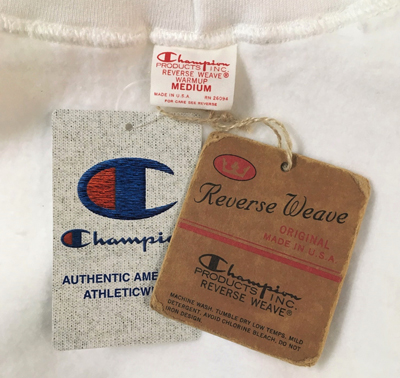 Champion
PRODUCTS INC.
REVERSE WEAVE®
WARMUP
MEDIUM
MADE IN U.S.A. RN 26094
FOR CARE SEE REVERSE
Champion
AUTHENTIC AME
ATHLETICW
Reverse Weave
ORIGINAL
MADE IN U.S.A
Champion
PRODUCTS INC
REVERSE WEAVE®
MACHINE WASH, TUMBLE DRY LOW TEMPS, MILD
DETERGENT. AVOID CHLORINE BLEACH. DO NOT
IRON DESIGN.